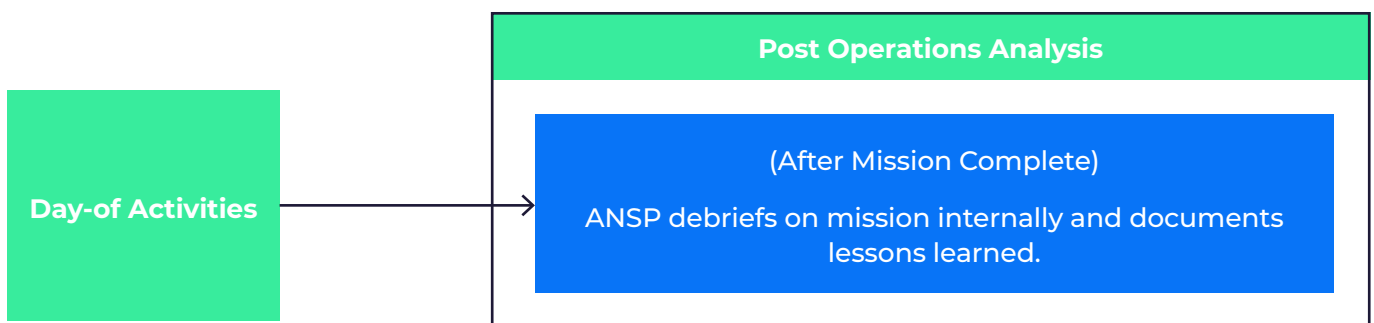 Post Operations Analysis
Day-of Activities
(After Mission Complete)
ANSP debriefs on mission internally and documents
lessons learned.